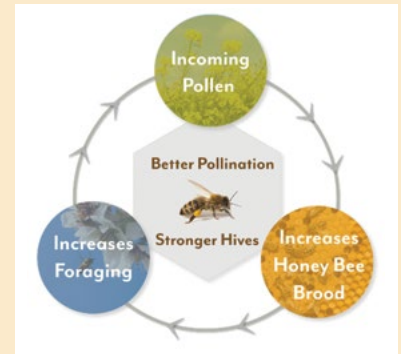 Incoming
Pollen
Better Pollination
Stronger Hives
Increases
Foraging
Increases
Honey Bee
Brood